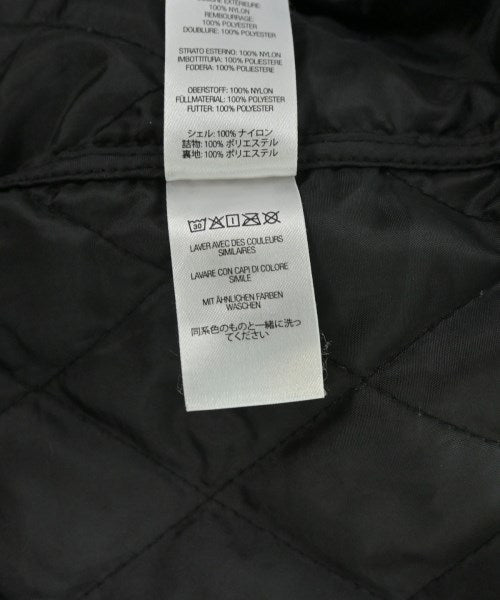 COUCHE EXTÉRIEURE
100% NYLON
REMBOURRAGE:
100% POLYESTER
DOUBLURE: 100% POLYESTER
STRATO ESTERNO: 100% NYLON
IMBOTTITURA: 100% POLIESTERE
FODERA: 100% POLIESTERE
OBERSTOFF: 100% NYLON
FÜLLMATERIAL: 100% POLYESTER
FUTTER: 100% POLYESTER
シェル: 100% ナイロン
詰物: 100% ポリエステル
裏地: 100% ポリエステル
30
LAVER AVEC DES COULEURS
SIMILAIRES
LAVARE CON CAPI DI COLORE
SIMILE
MIT ÄHNLICHEN FARBEN
WASCHEN
同系色のものと一緒に洗っ
てください